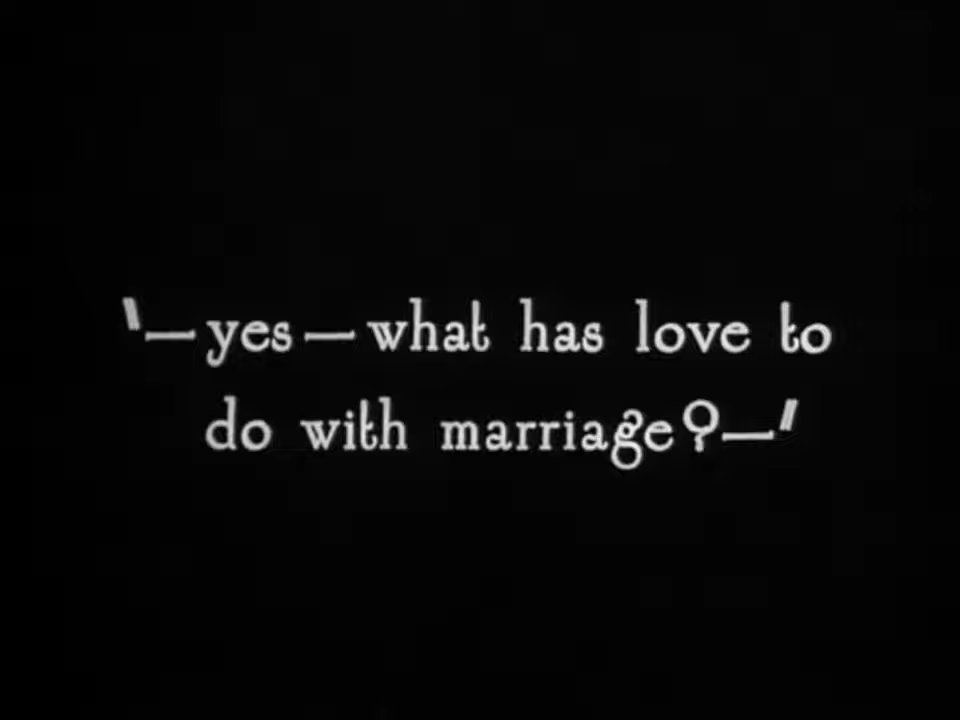 "—yes—what has love to
do with marriage?—"